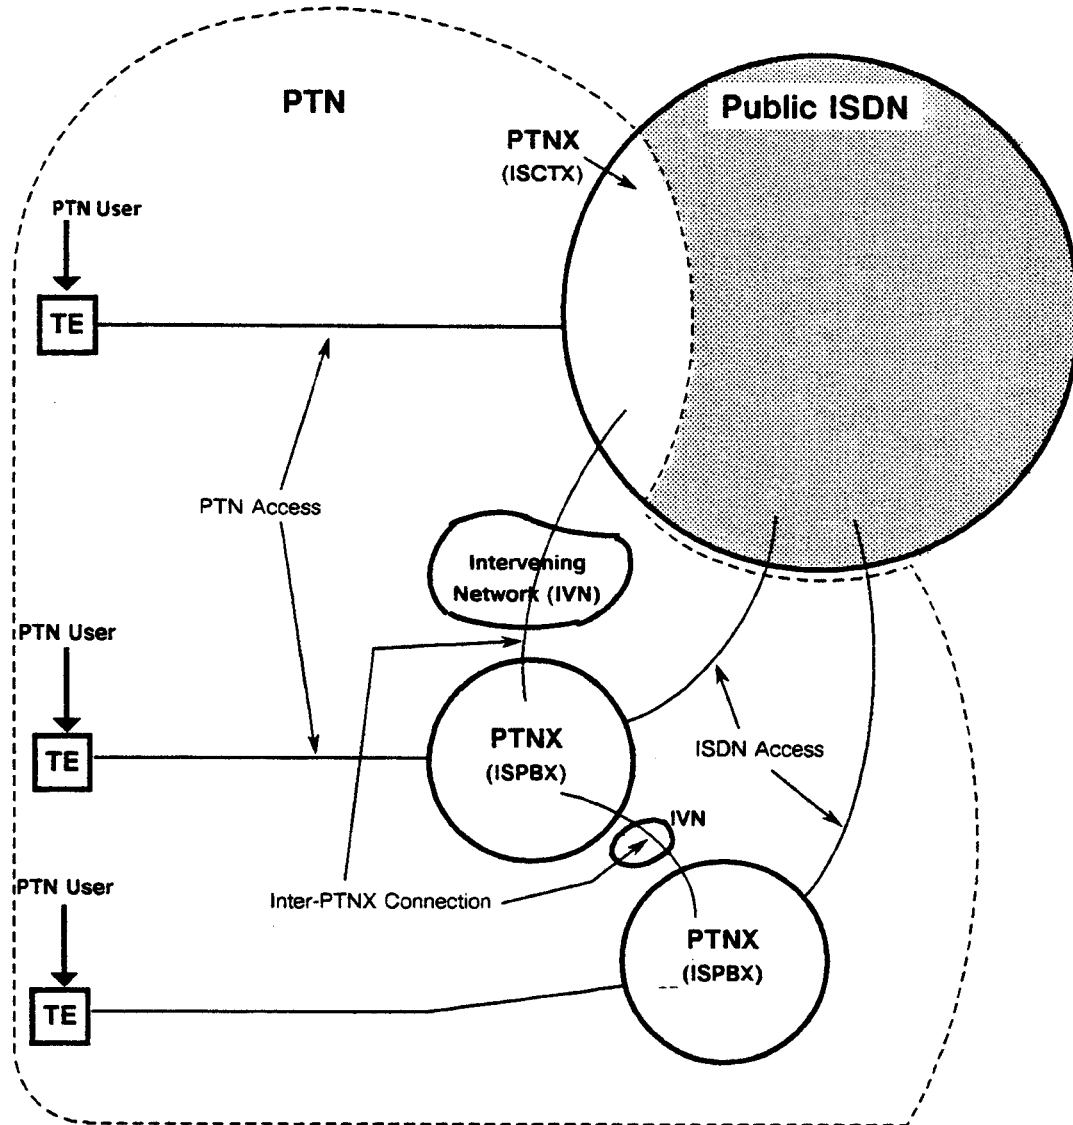 PTN
Public ISDN
PTNX
(ISCTX)
PTN User
TE
PTN Access
Intervening
Network (IVN)
PTN User
TE
PTNX
(ISPBX)
ISDN Access
IVN
PTN User
Inter-PTNX Connection
PTNX
(ISPBX)
TE